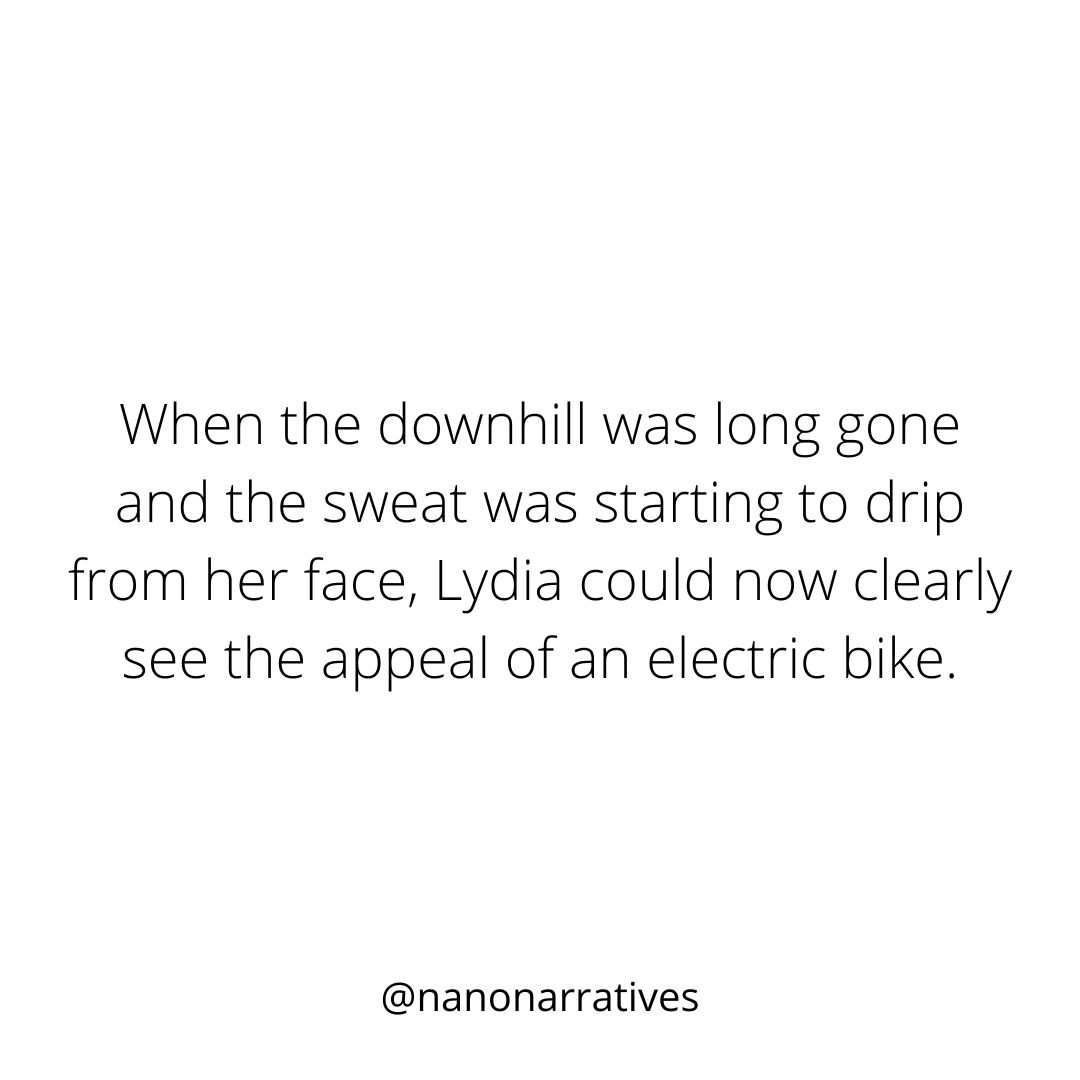 When the downhill was long gone
and the sweat was starting to drip
from her face, Lydia could now clearly
see the appeal of an electric bike.
@nanonarratives